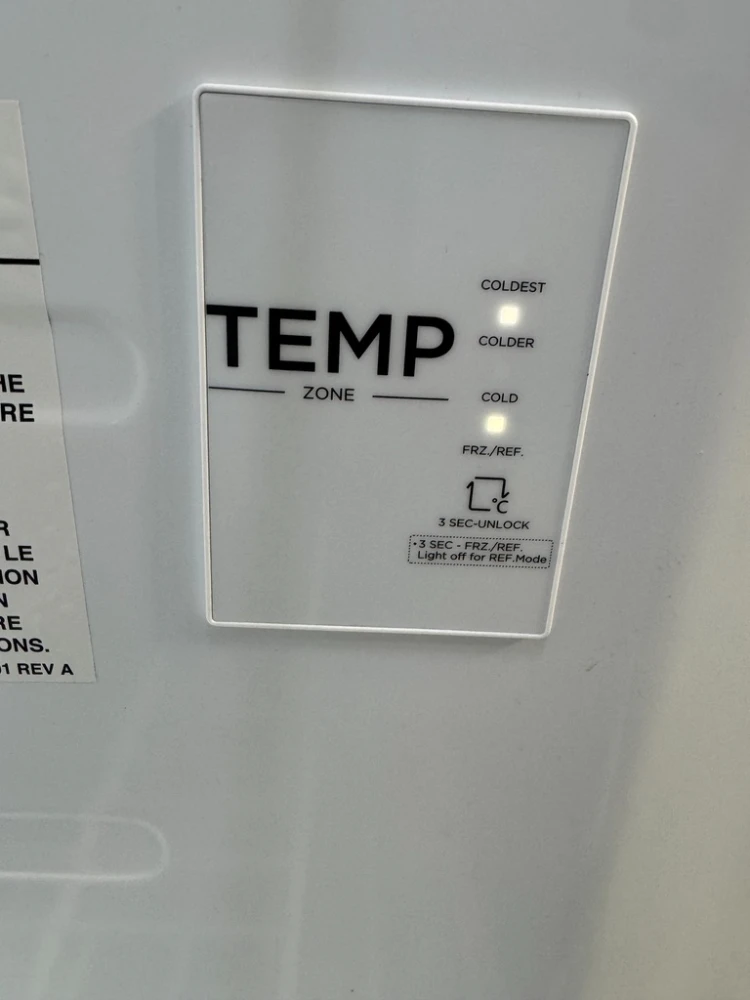 HE
RE
R
LE
ION
N
RE
ONS.
01 REV A
TEMP
ZONE
COLDEST
COLDER
COLD
FRZ./REF.
°C
3 SEC-UNLOCK
•3 SEC - FRZ./REF.
Light off for REF.Mode